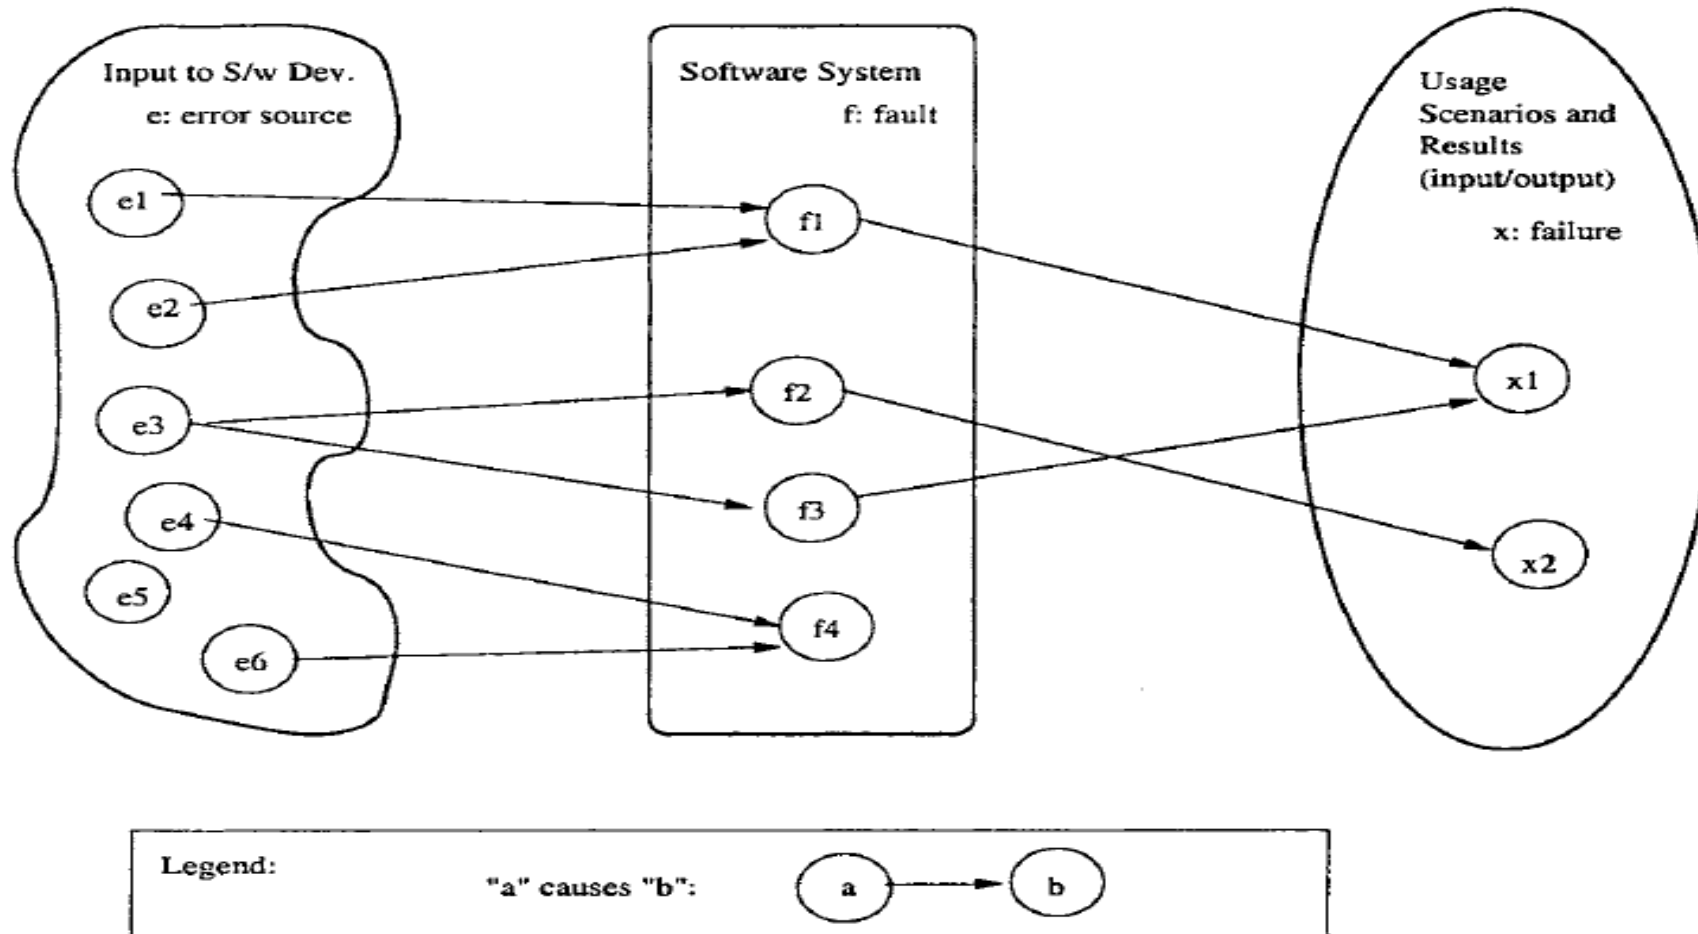 Input to S/w Dev.
e: error source
e1
e2
e3
e4
e5
e6
Software System
f: fault
f1
f2
f3
f4
Usage
Scenarios and
Results
(input/output)
x: failure
x1
x2
Legend:
"a" causes "b":
a
b